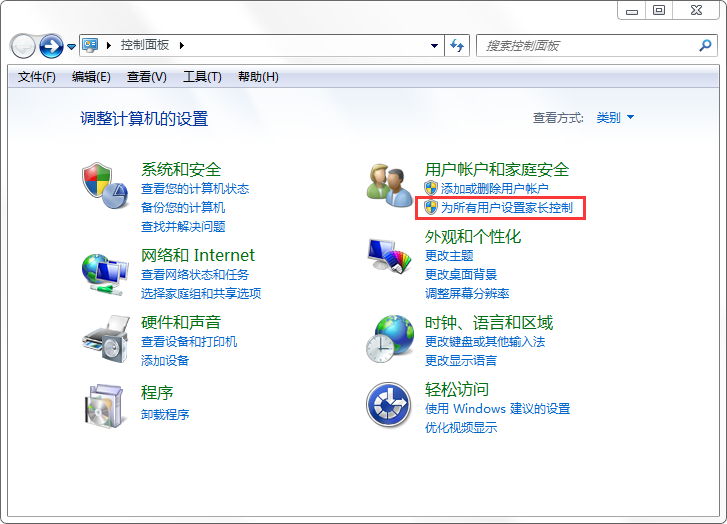 控制面板
搜索控制面板
文件(F) 编辑(E) 查看(V) 工具(T) 帮助(H)
调整计算机的设置
查看方式: 类别
系统和安全
查看您的计算机状态
备份您的计算机
查找并解决问题
网络和 Internet
查看网络状态和任务
选择家庭组和共享选项
硬件和声音
查看设备和打印机
添加设备
程序
卸载程序
用户帐户和家庭安全
添加或删除用户帐户
为所有用户设置家长控制
外观和个性化
更改主题
更改桌面背景
调整屏幕分辨率
时钟、语言和区域
更改键盘或其他输入法
更改显示语言
轻松访问
使用 Windows 建议的设置
优化视频显示